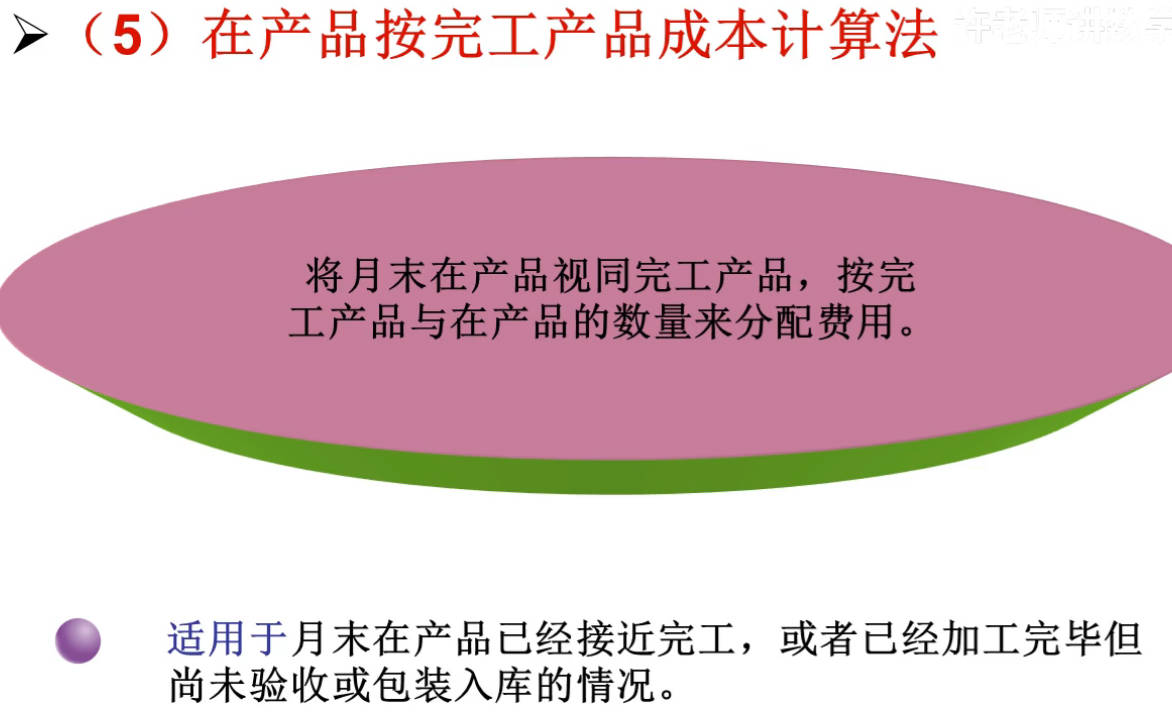 （5）在产品按完工产品成本计算法
将月末在产品视同完工产品，按完
工产品与在产品的数量来分配费用。
适用于月末在产品已经接近完工，或者已经加工完毕但
尚未验收或包装入库的情况。